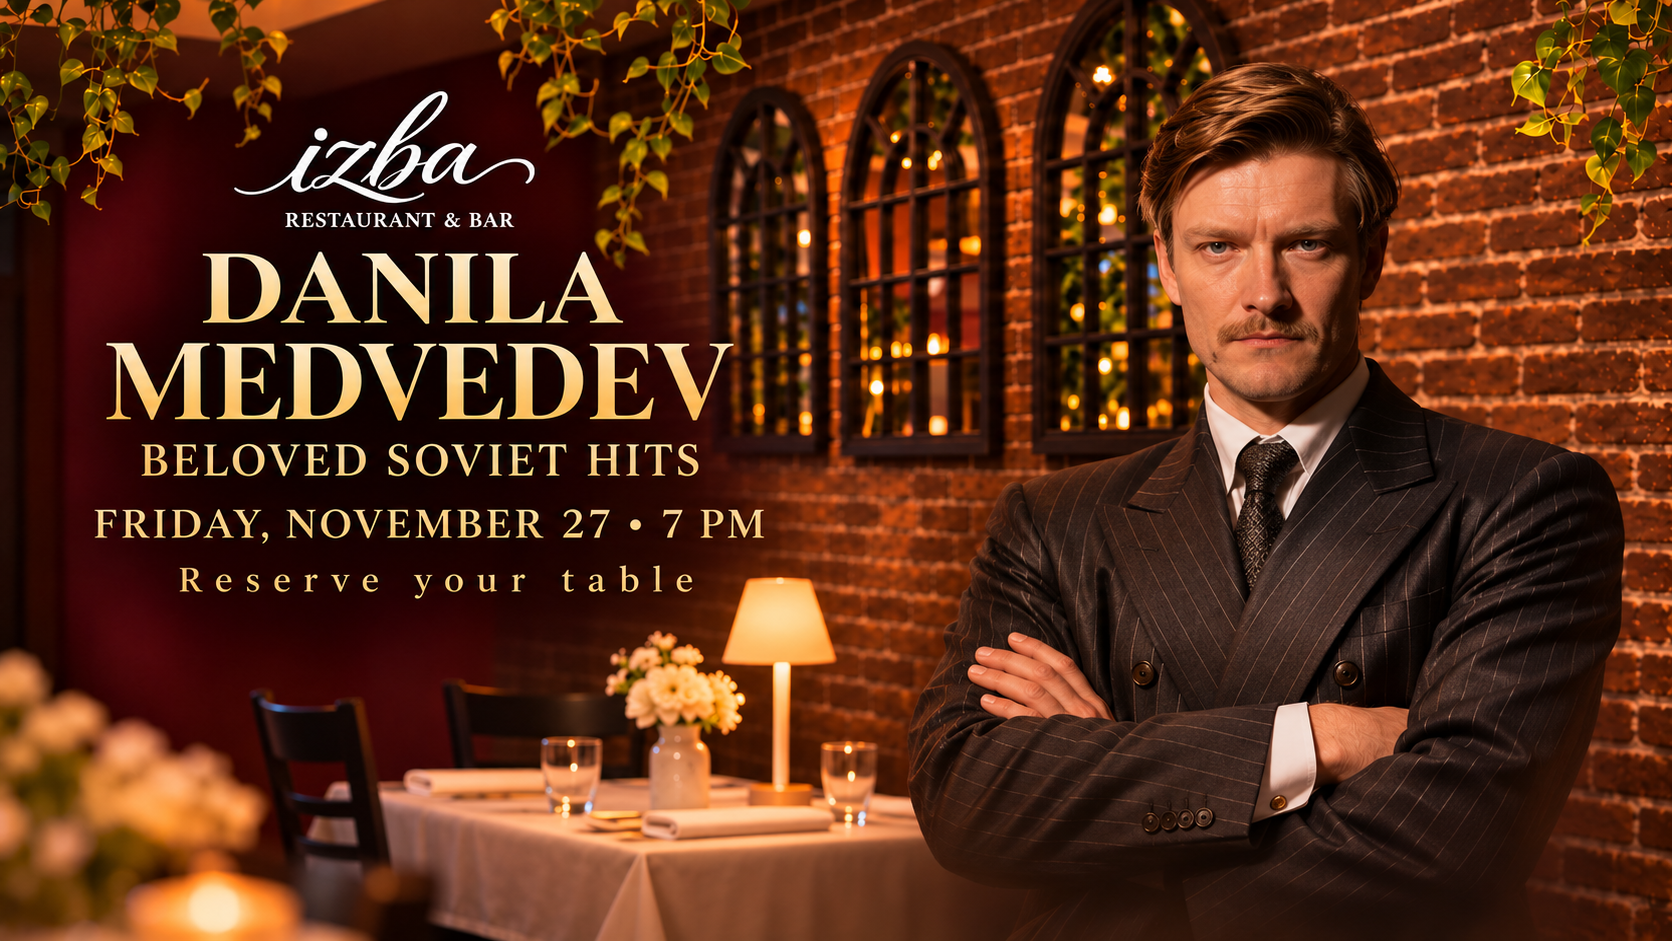 izba
RESTAURANT & BAR
DANILA
MEDVEDEV
BELOVED SOVIET HITS
FRIDAY, NOVEMBER 27 • 7 PM
Reserve your table